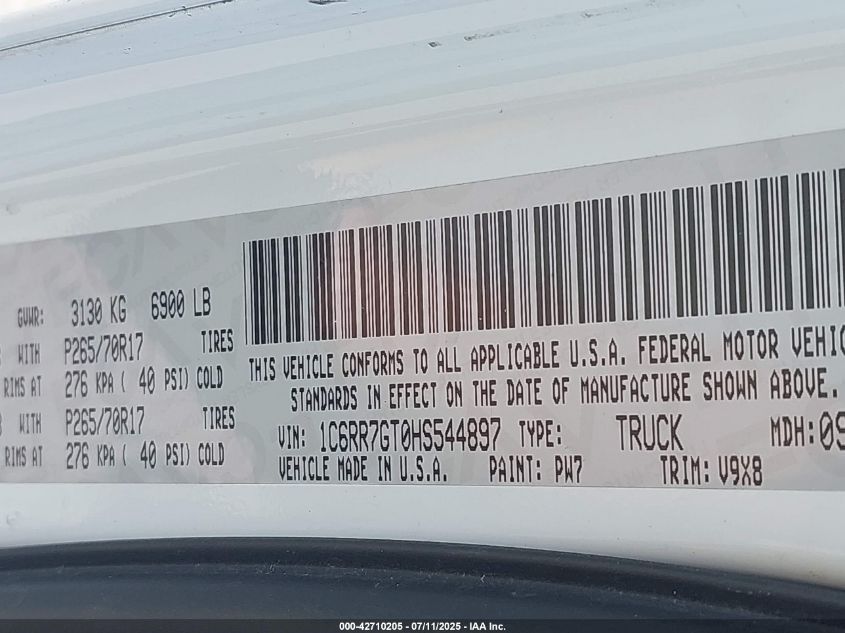 GVWR: 3130 KG 6900 LB
WITH P265/70R17 TIRES
RIMS AT 276 KPA ( 40 PSI) COLD
WITH P265/70R17 TIRES
RIMS AT 276 KPA ( 40 PSI) COLD
THIS VEHICLE CONFORMS TO ALL APPLICABLE U.S.A. FEDERAL MOTOR VEHIC
STANDARDS IN EFFECT ON THE DATE OF MANUFACTURE SHOWN ABOVE.
VIN: 1C6RR7GT0HS544897 TYPE: TRUCK MDH:09
VEHICLE MADE IN U.S.A. PAINT: PW7 TRIM: V9X8
000-42710205 - 07/11/2025 - IAA Inc.